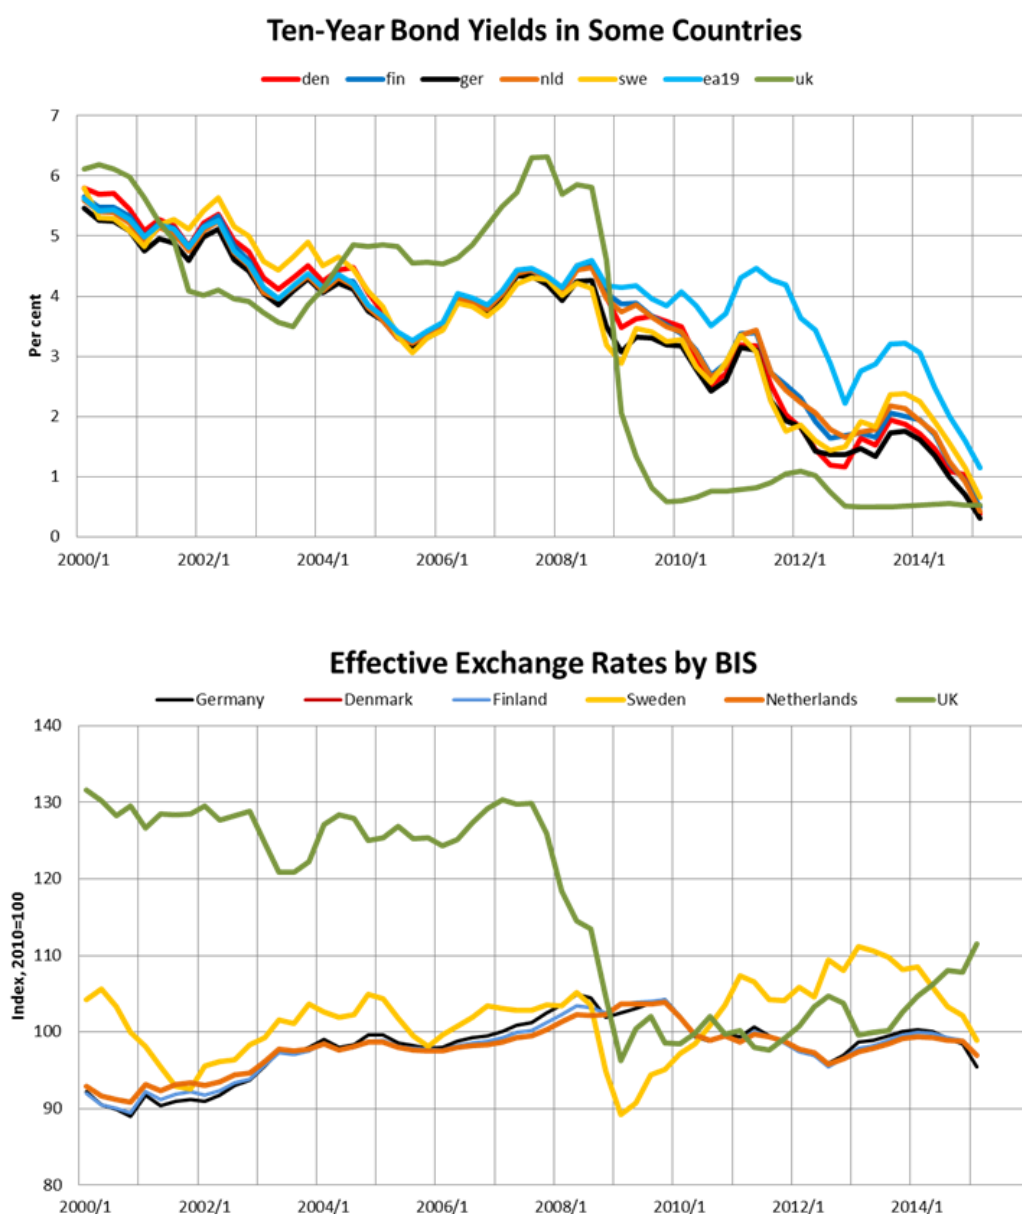 Ten-Year Bond Yields in Some Countries
den fin ger nld swe ea19 uk
7
6
5
4
3
2
1
0
Per cent
2000/1 2002/1 2004/1 2006/1 2008/1 2010/1 2012/1 2014/1
Effective Exchange Rates by BIS
Germany Denmark Finland Sweden Netherlands UK
140
130
120
110
100
90
80
Index, 2010=100
2000/1 2002/1 2004/1 2006/1 2008/1 2010/1 2012/1 2014/1